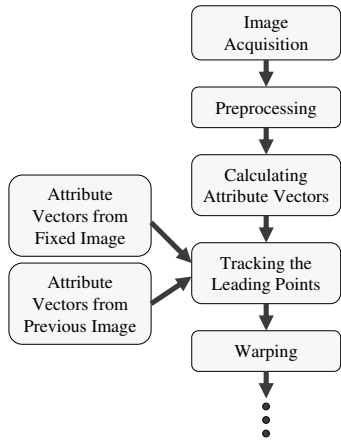 Image
Acquisition
Preprocessing
Calculating
Attribute Vectors
Attribute
Vectors from
Fixed Image
Tracking the
Leading Points
Attribute
Vectors from
Previous Image
Warping